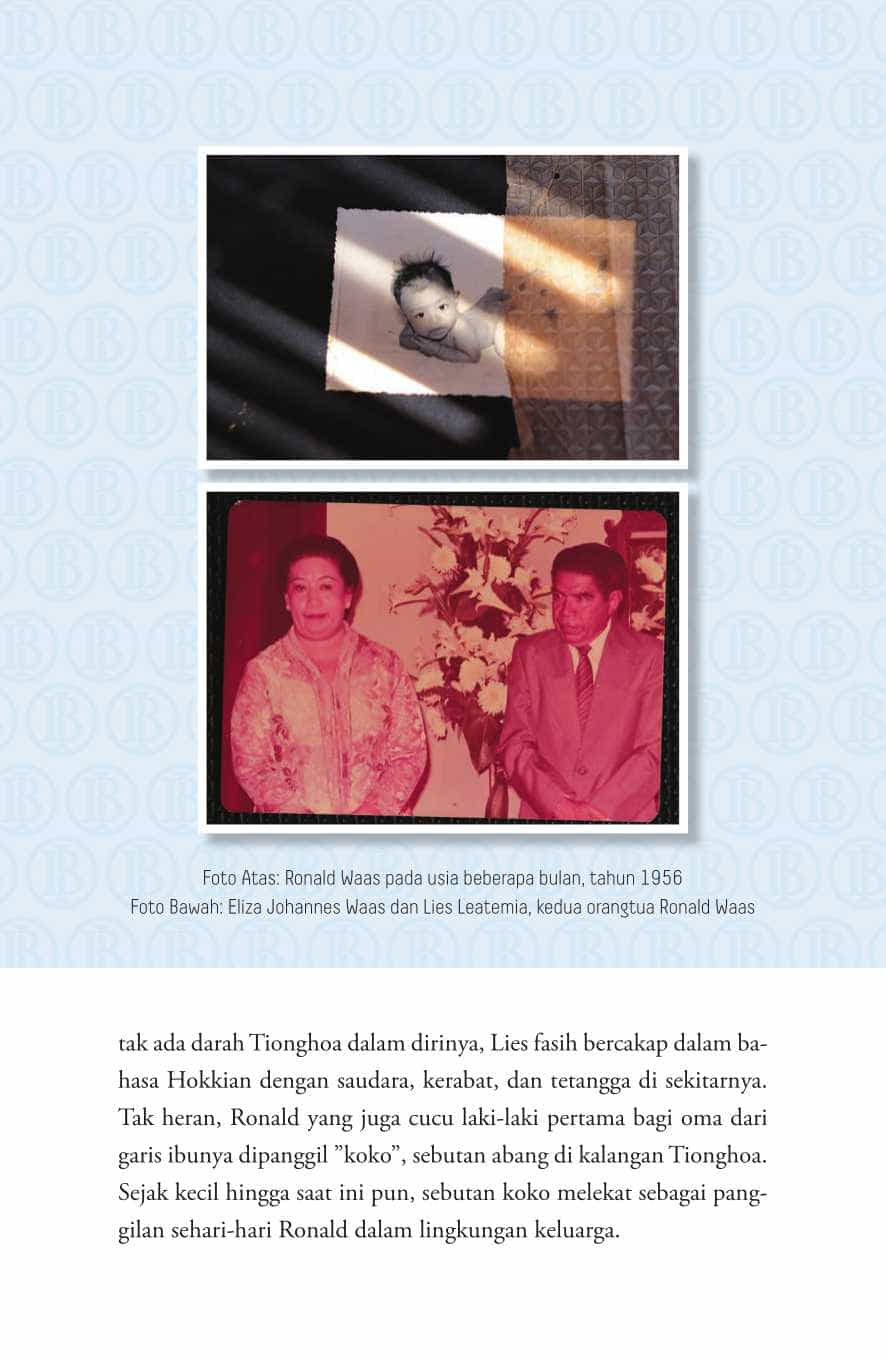 Foto Atas: Ronald Waas pada usia beberapa bulan, tahun 1956
Foto Bawah: Eliza Johannes Waas dan Lies Leatemia, kedua orangtua Ronald Waas
tak ada darah Tionghoa dalam dirinya, Lies fasih bercakap dalam ba-
hasa Hokkian dengan saudara, kerabat, dan tetangga di sekitarnya.
Tak heran, Ronald yang juga cucu laki-laki pertama bagi oma dari
garis ibunya dipanggil ”koko”, sebutan abang di kalangan Tionghoa.
Sejak kecil hingga saat ini pun, sebutan koko melekat sebagai pang-
gilan sehari-hari Ronald dalam lingkungan keluarga.